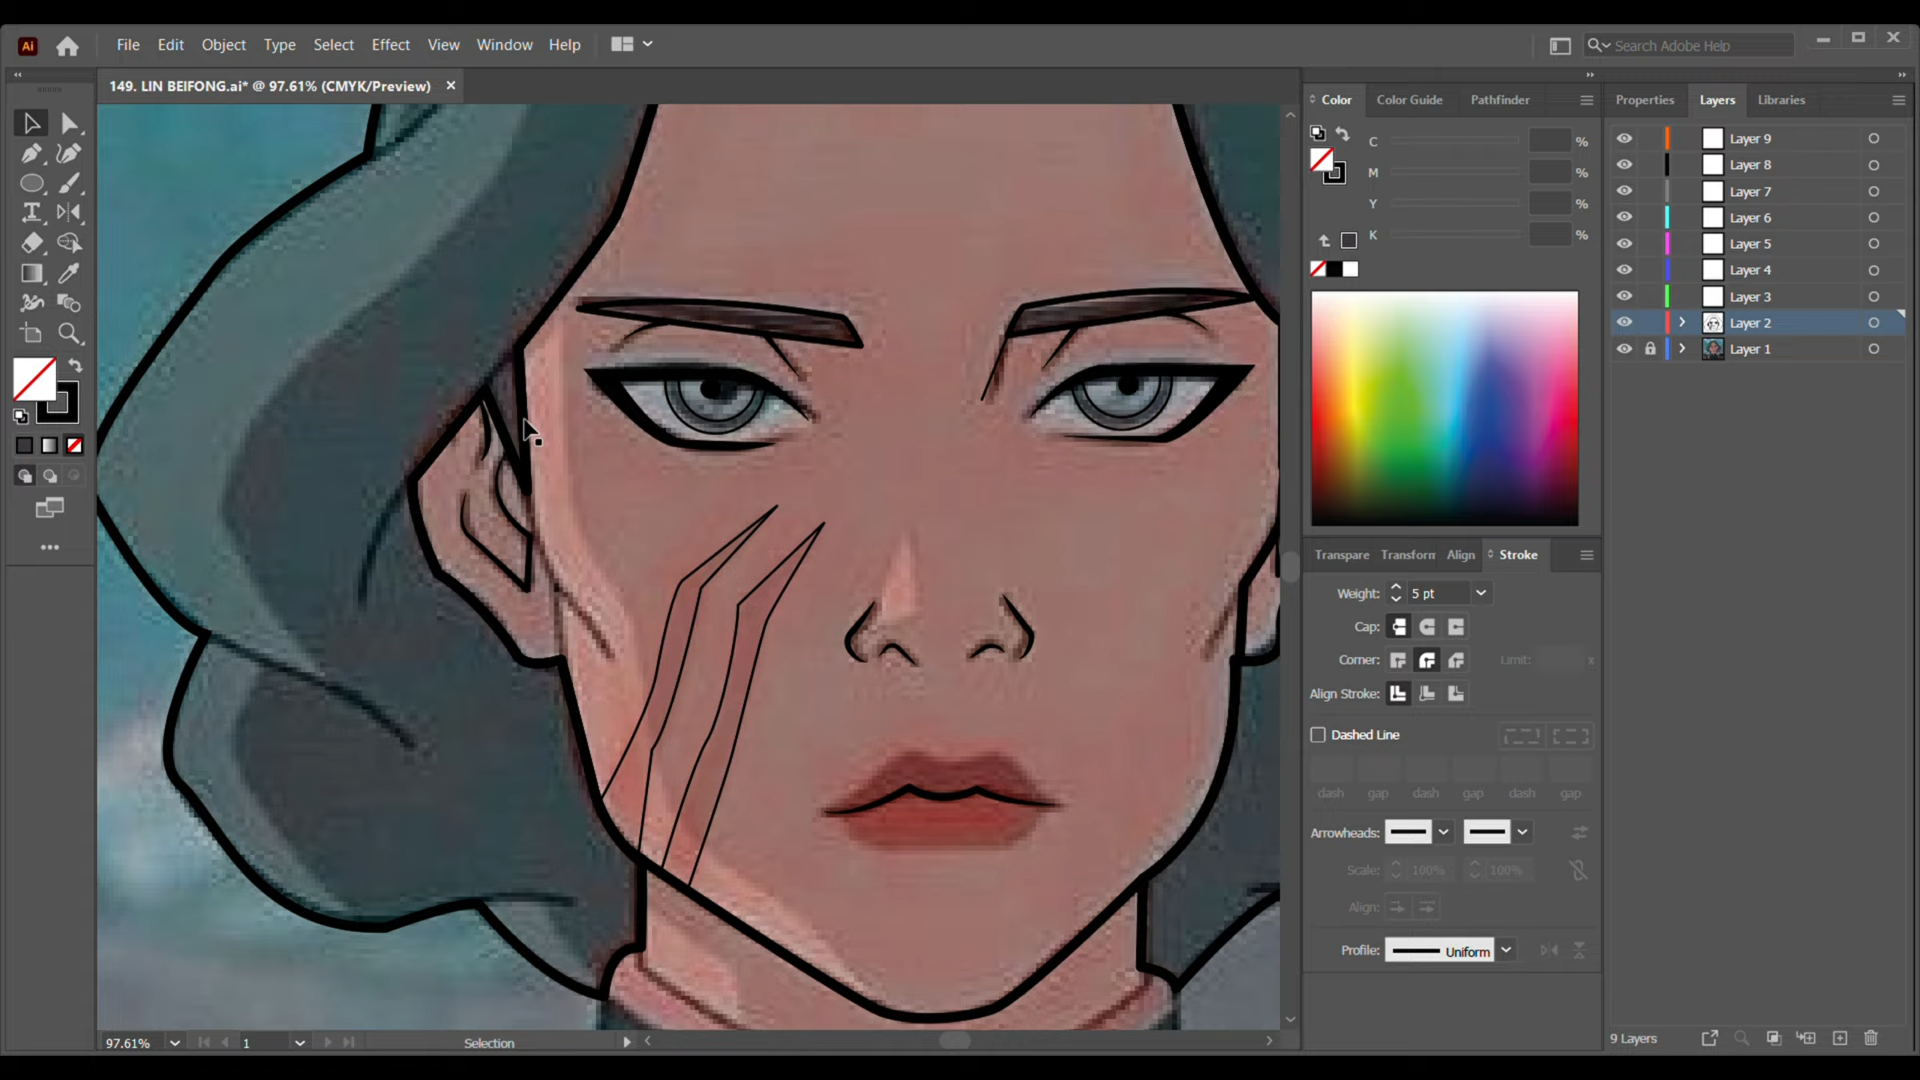 Ai File Edit Object Type Select Effect View Window Help Search Adobe Help
149. LIN BEIFONG.ai* @ 97.61% (CMYK/Preview) ×
Color Color Guide Pathfinder
C %
M %
Y %
K %
Transpare Transforn Align Stroke
Weight: 5 pt
Cap:
Corner: Limit: x
Align Stroke:
Dashed Line
dash gap dash gap dash gap
Arrowheads:
Scale: 100% 100%
Align:
Profile: Uniform
Properties Layers Libraries
Layer 9
Layer 8
Layer 7
Layer 6
Layer 5
Layer 4
Layer 3
Layer 2
Layer 1
9 Layers
97.61% 1 Selection